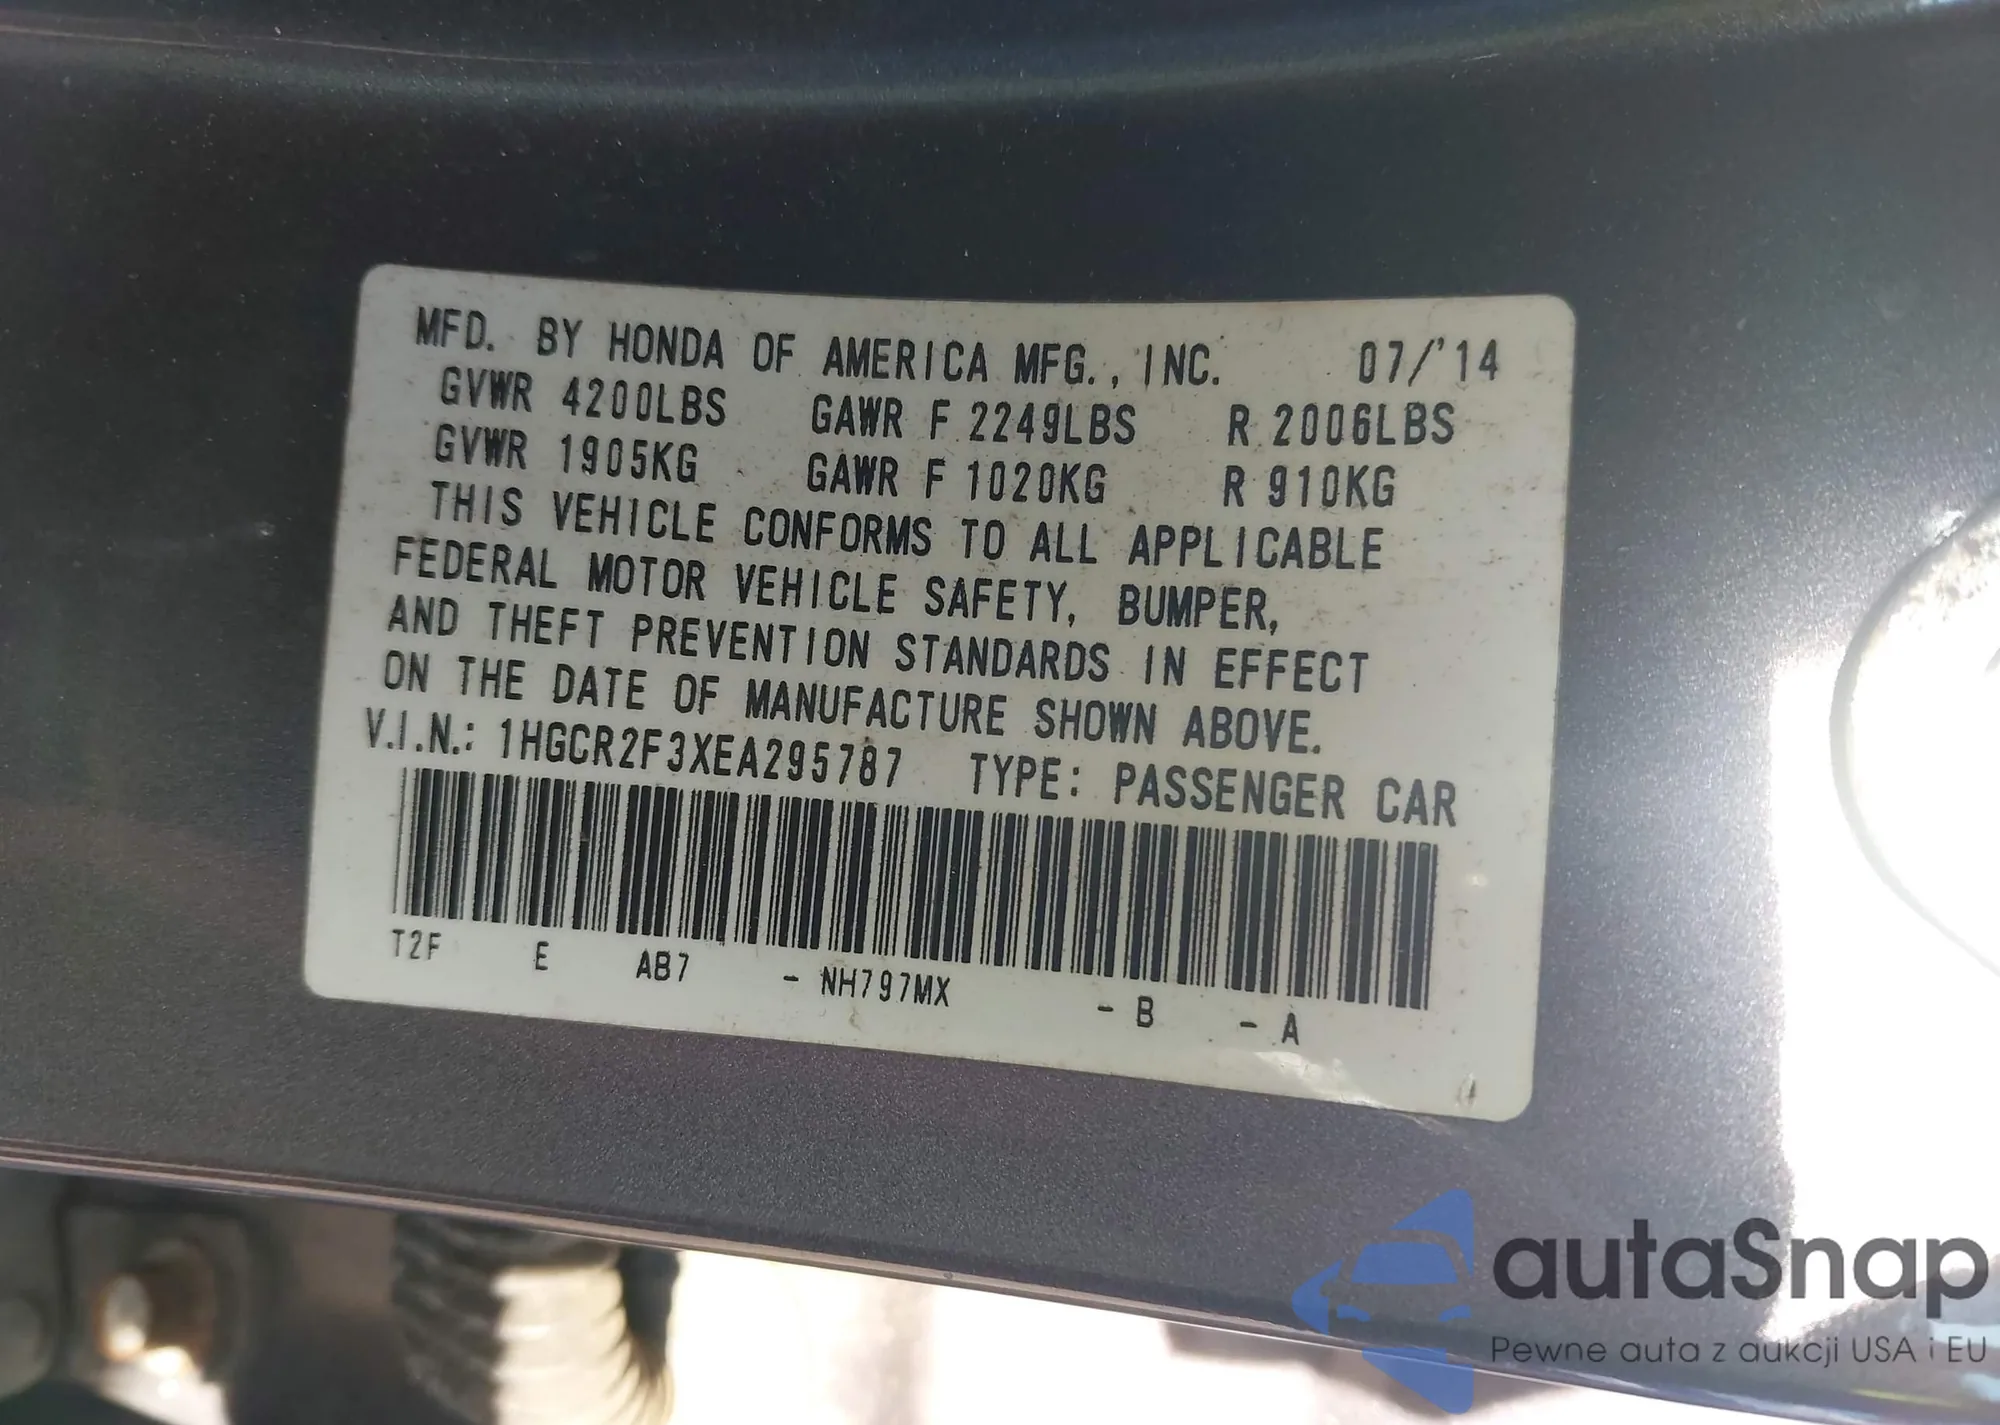 MFD. BY HONDA OF AMERICA MFG., INC. 07/'14
GVWR 4200LBS GAWR F 2249LBS R 2006LBS
GVWR 1905KG GAWR F 1020KG R 910KG
THIS VEHICLE CONFORMS TO ALL APPLICABLE
FEDERAL MOTOR VEHICLE SAFETY, BUMPER,
AND THEFT PREVENTION STANDARDS IN EFFECT
ON THE DATE OF MANUFACTURE SHOWN ABOVE.
V.I.N.: 1HGCR2F3XEA295787 TYPE: PASSENGER CAR
T2F E AB7 - NH797MX - B - A
autaSnap
Pewne auta z aukcji USA i EU